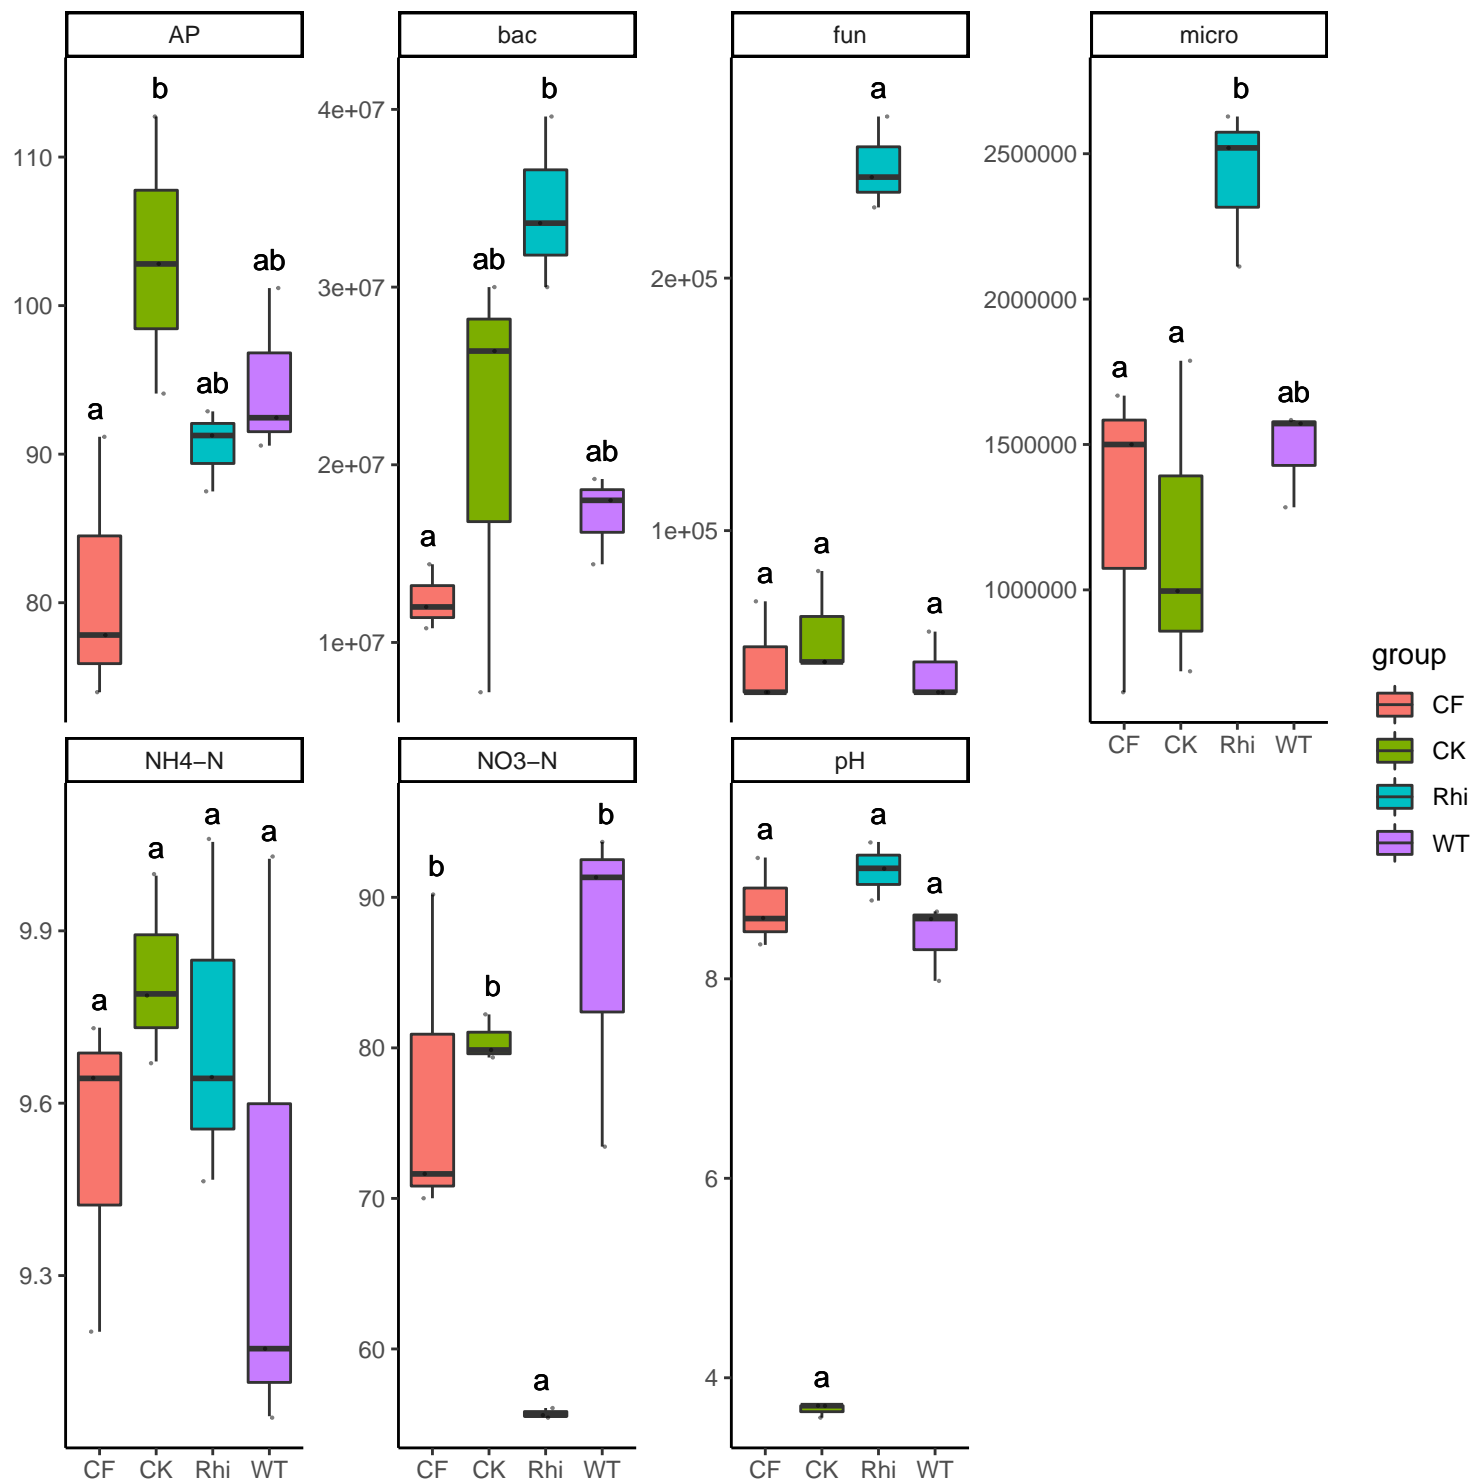 AP
bac
fun
micro
b
a
ab
ab
110
100
90
80
a
ab
b
ab
4e+07
3e+07
2e+07
1e+07
a
a
a
a
2e+05
1e+05
a
a
b
ab
2500000
2000000
1500000
1000000
CF CK Rhi WT
group
CF
CK
Rhi
WT
NH4−N
NO3−N
pH
a
a
a
a
9.9
9.6
9.3
CF CK Rhi WT
b
b
a
b
90
80
70
60
CF CK Rhi WT
a
a
a
a
8
6
4
CF CK Rhi WT